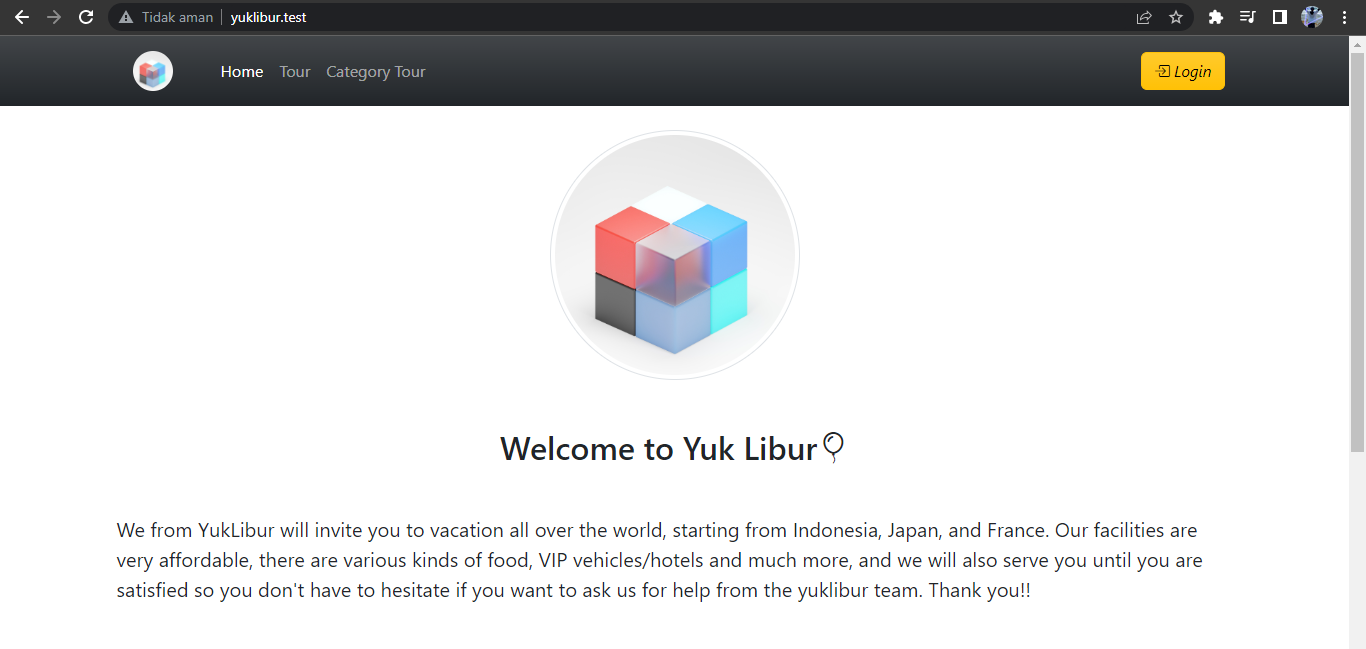 Tidak aman | yuklibur.test
Home Tour Category Tour Login
Welcome to Yuk Libur
We from YukLibur will invite you to vacation all over the world, starting from Indonesia, Japan, and France. Our facilities are
very affordable, there are various kinds of food, VIP vehicles/hotels and much more, and we will also serve you until you are
satisfied so you don't have to hesitate if you want to ask us for help from the yuklibur team. Thank you!!